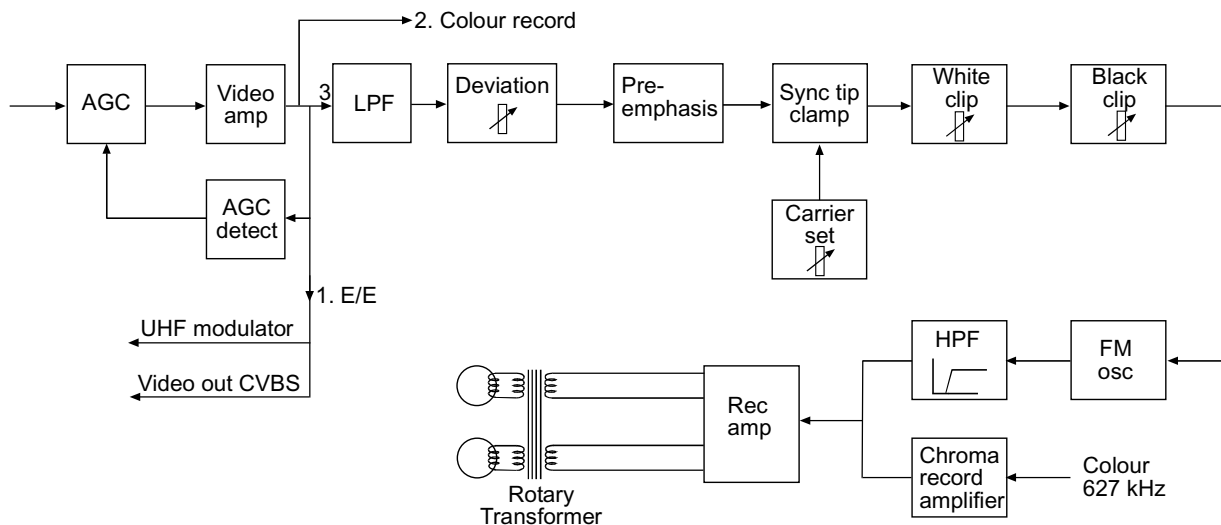 2. Colour record
AGC
Video
amp
3
LPF
Deviation
Pre-
emphasis
Sync tip
clamp
White
clip
Black
clip
AGC
detect
Carrier
set
1. E/E
UHF modulator
Video out CVBS
HPF
FM
osc
Rec
amp
Chroma
record
amplifier
Colour
627 kHz
Rotary
Transformer